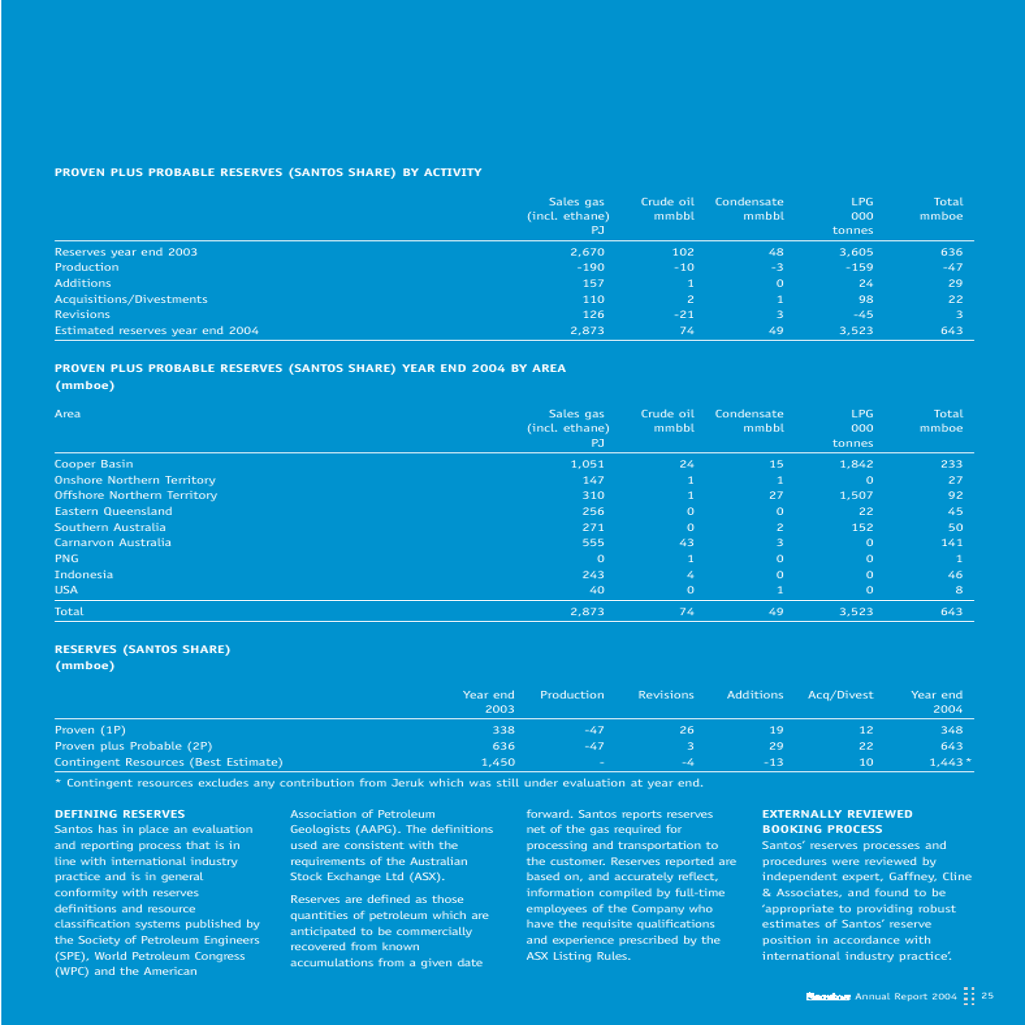 PROVEN PLUS PROBABLE RESERVES (SANTOS SHARE) BY ACTIVITY
Sales gas Crude oil Condensate LPG Total
(incl. ethane) mmbbl mmbbl 000 mmboe
PJ tonnes
Reserves year end 2003 2,670 102 48 3,605 636
Production -190 -10 -3 -159 -47
Additions 157 1 0 24 29
Acquisitions/Divestments 110 2 1 98 22
Revisions 126 -21 3 -45 3
Estimated reserves year end 2004 2,873 74 49 3,523 643
PROVEN PLUS PROBABLE RESERVES (SANTOS SHARE) YEAR END 2004 BY AREA
(mmboe)
Area Sales gas Crude oil Condensate LPG Total
(incl. ethane) mmbbl mmbbl 000 mmboe
PJ tonnes
Cooper Basin 1,051 24 15 1,842 233
Onshore Northern Territory 147 1 1 0 27
Offshore Northern Territory 310 1 27 1,507 92
Eastern Queensland 256 0 0 22 45
Southern Australia 271 0 2 152 50
Carnarvon Australia 555 43 3 0 141
PNG 0 1 0 0 1
Indonesia 243 4 0 0 46
USA 40 0 1 0 8
Total 2,873 74 49 3,523 643
RESERVES (SANTOS SHARE)
(mmboe)
Year end Production Revisions Additions Acq/Divest Year end
2003 2004
Proven (1P) 338 -47 26 19 12 348
Proven plus Probable (2P) 636 -47 3 29 22 643
Contingent Resources (Best Estimate) 1,450 - -4 -13 10 1,443 *
* Contingent resources excludes any contribution from Jeruk which was still under evaluation at year end.
DEFINING RESERVES
Santos has in place an evaluation
and reporting process that is in
line with international industry
practice and is in general
conformity with reserves
definitions and resource
classification systems published by
the Society of Petroleum Engineers
(SPE), World Petroleum Congress
(WPC) and the American
Association of Petroleum
Geologists (AAPG). The definitions
used are consistent with the
requirements of the Australian
Stock Exchange Ltd (ASX).
Reserves are defined as those
quantities of petroleum which are
anticipated to be commercially
recovered from known
accumulations from a given date
forward. Santos reports reserves
net of the gas required for
processing and transportation to
the customer. Reserves reported are
based on, and accurately reflect,
information compiled by full-time
employees of the Company who
have the requisite qualifications
and experience prescribed by the
ASX Listing Rules.
EXTERNALLY REVIEWED
BOOKING PROCESS
Santos' reserves processes and
procedures were reviewed by
independent expert, Gaffney, Cline
& Associates, and found to be
'appropriate to providing robust
estimates of Santos' reserve
position in accordance with
international industry practice'.
Annual Report 2004 25